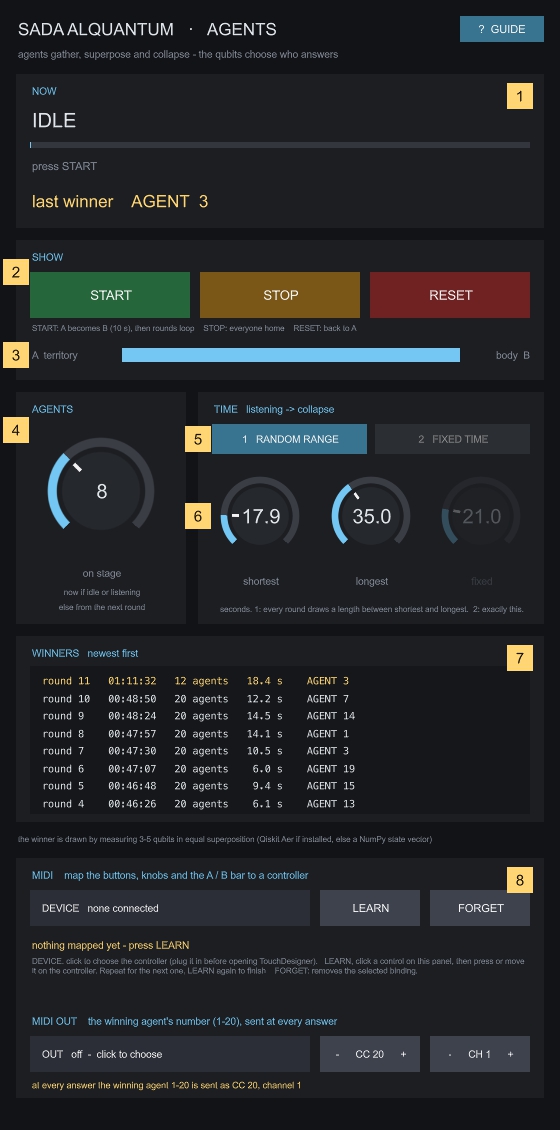 SADA ALQUANTUM · AGENTS
? GUIDE
agents gather, superpose and collapse - the qubits choose who answers
NOW
1
IDLE
press START
last winner AGENT 3
2
SHOW
START
STOP
RESET
START: A becomes B (10 s), then rounds loop STOP: everyone home RESET: back to A
3
A territory
body B
4
AGENTS
8
on stage
now if idle or listening
else from the next round
TIME listening -> collapse
5
1 RANDOM RANGE
2 FIXED TIME
6
17.9
35.0
21.0
shortest
longest
fixed
seconds. 1: every round draws a length between shortest and longest. 2: exactly this.
WINNERS newest first
7
round 11 01:11:32 12 agents 18.4 s AGENT 3
round 10 00:48:50 20 agents 12.2 s AGENT 7
round 9 00:48:24 20 agents 14.5 s AGENT 14
round 8 00:47:57 20 agents 14.1 s AGENT 1
round 7 00:47:30 20 agents 10.5 s AGENT 3
round 6 00:47:07 20 agents 6.0 s AGENT 19
round 5 00:46:48 20 agents 9.4 s AGENT 15
round 4 00:46:26 20 agents 6.1 s AGENT 13
the winner is drawn by measuring 3-5 qubits in equal superposition (Qiskit Aer if installed, else a NumPy state vector)
MIDI map the buttons, knobs and the A / B bar to a controller
8
DEVICE none connected
LEARN
FORGET
nothing mapped yet - press LEARN
DEVICE. click to choose the controller (plug it in before opening TouchDesigner). LEARN, click a control on this panel, then press or move
it on the controller. Repeat for the next one, LEARN again to finish FORGET: removes the selected binding.
MIDI OUT the winning agent's number (1-20), sent at every answer
OUT off - click to choose
- CC 20 +
- CH 1 +
at every answer the winning agent 1-20 is sent as CC 20, channel 1